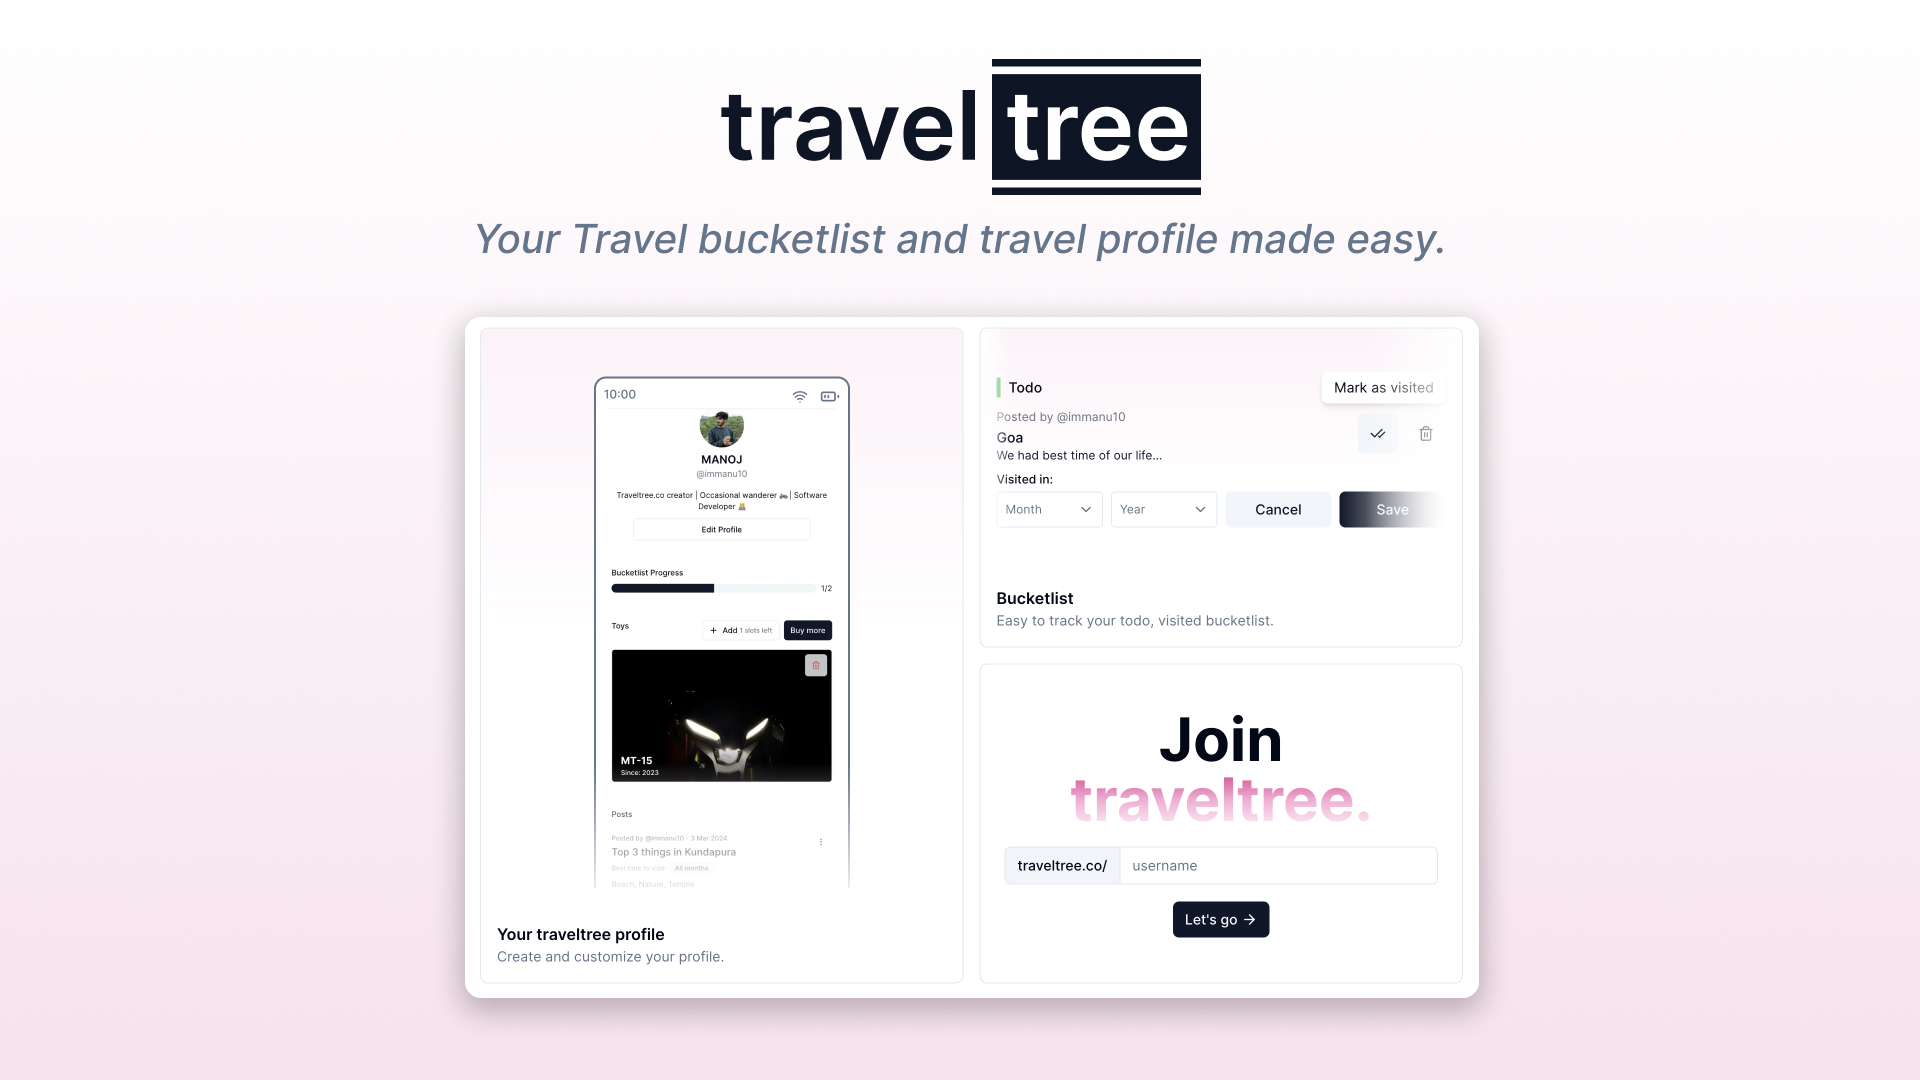 travel tree
Your Travel bucketlist and travel profile made easy.
10:00
MANOJ
@immanu10
Traveltree.co creator | Occasional wanderer 🏍️| Software
Developer 👨‍💻
Edit Profile
Bucketlist Progress
1/2
Toys
+ Add 1 slots left
Buy more
MT-15
Since: 2023
Posts
Posted by @immanu10 · 3 Mar 2024
Top 3 things in Kundapura
Best time to visit: All months
Beach, Nature, Temple
Your traveltree profile
Create and customize your profile.
Todo
Mark as visited
Posted by @immanu10
Goa
We had best time of our life...
Visited in:
Month
Year
Cancel
Save
Bucketlist
Easy to track your todo, visited bucketlist.
Join
traveltree.
traveltree.co/
username
Let's go →